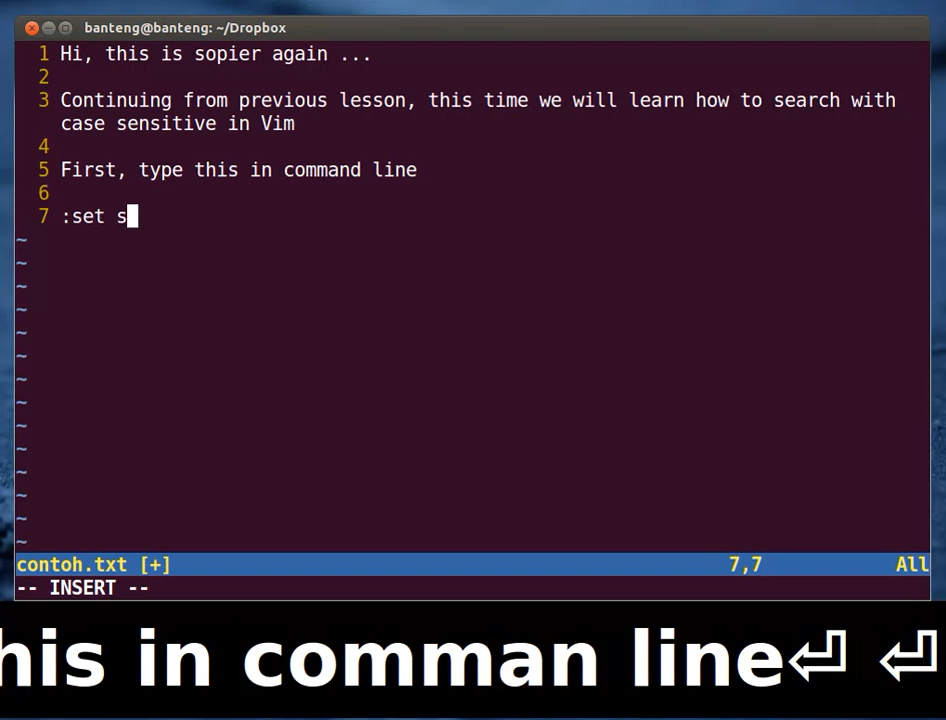 banteng@banteng: ~/Dropbox
1 Hi, this is sopier again ...
2
3 Continuing from previous lesson, this time we will learn how to search with
case sensitive in Vim
4
5 First, type this in command line
6
7 :set s
~
~
~
~
~
~
~
~
~
~
~
~
~
~
contoh.txt [+] 7,7 All
-- INSERT --
his in comman line⏎ ⏎